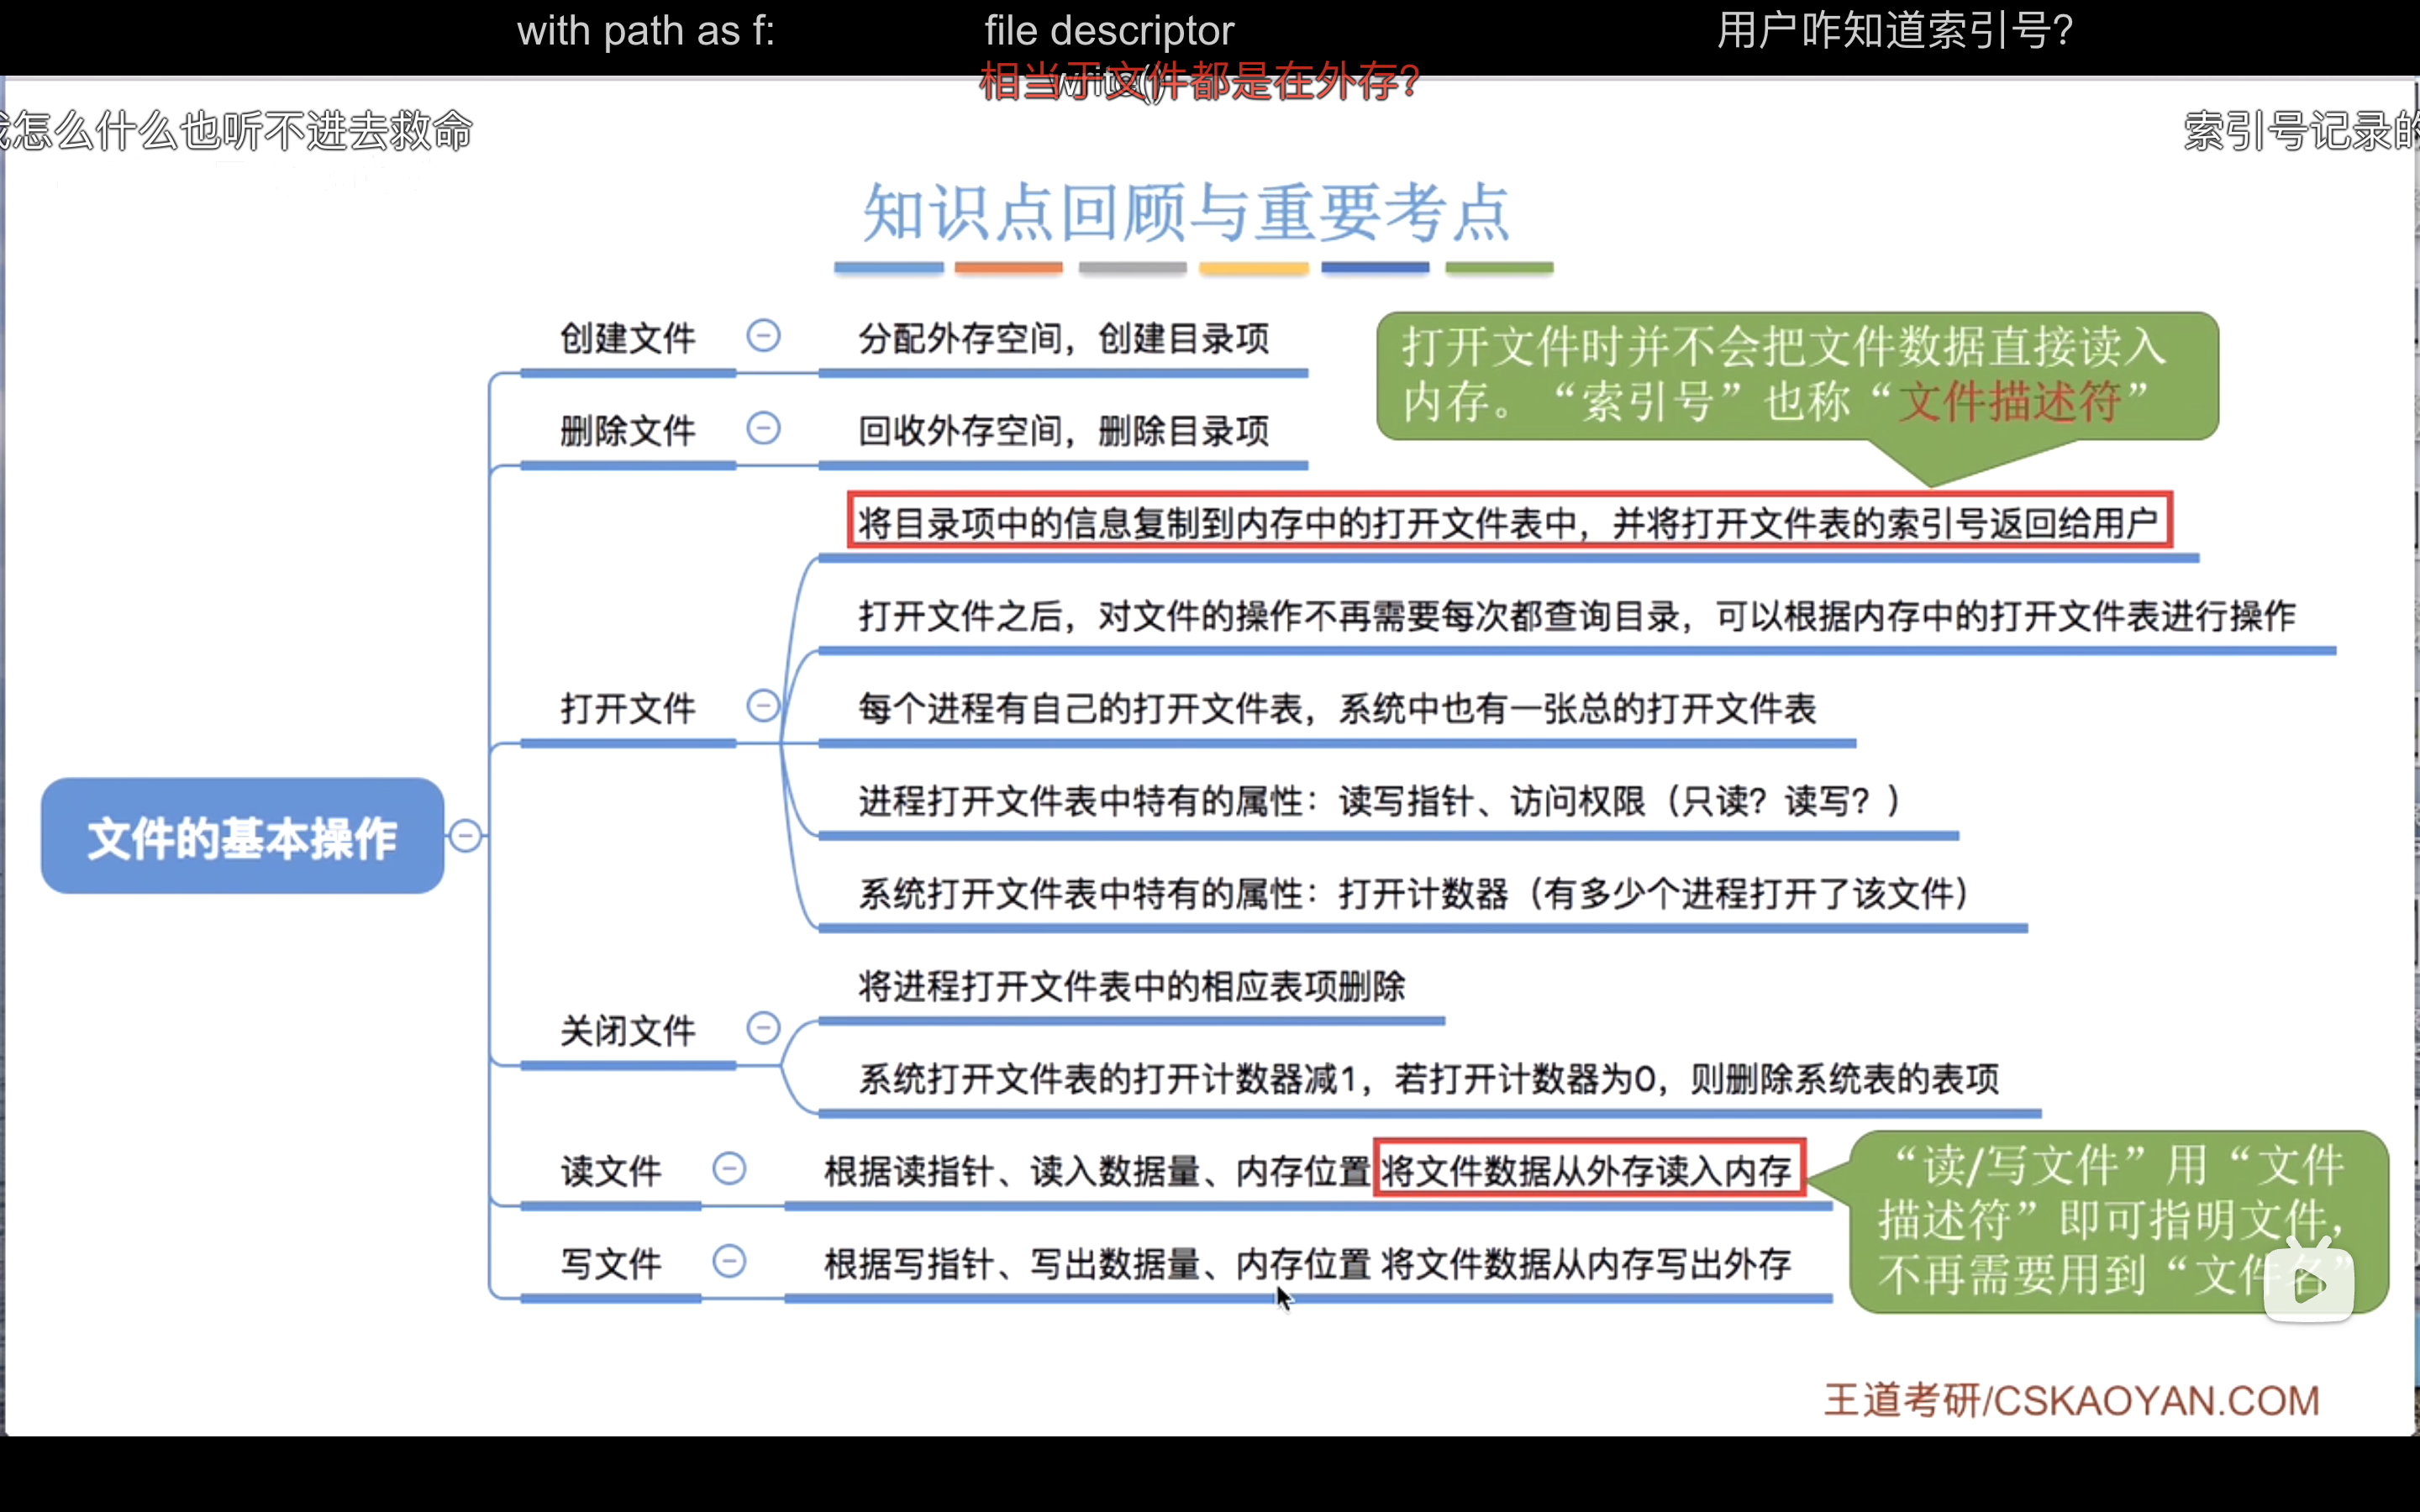 with path as f:
file descriptor
用户咋知道索引号?
相当于文件都是在外存?
write()
怎么什么也听不进去救命
索引号记录的
知识点回顾与重要考点
创建文件
分配外存空间，创建目录项
打开文件时并不会把文件数据直接读入
内存。“索引号”也称“文件描述符”
删除文件
回收外存空间，删除目录项
将目录项中的信息复制到内存中的打开文件表中，并将打开文件表的索引号返回给用户
打开文件之后，对文件的操作不再需要每次都查询目录，可以根据内存中的打开文件表进行操作
打开文件
每个进程有自己的打开文件表，系统中也有一张总的打开文件表
进程打开文件表中特有的属性：读写指针、访问权限（只读？读写？）
文件的基本操作
系统打开文件表中特有的属性：打开计数器（有多少个进程打开了该文件）
将进程打开文件表中的相应表项删除
关闭文件
系统打开文件表的打开计数器减1，若打开计数器为0，则删除系统表的表项
读文件
根据读指针、读入数据量、内存位置 将文件数据从外存读入内存
“读/写文件”用“文件
描述符”即可指明文件，
不再需要用到“文件名”
写文件
根据写指针、写出数据量、内存位置 将文件数据从内存写出外存
王道考研/CSKAOYAN.COM